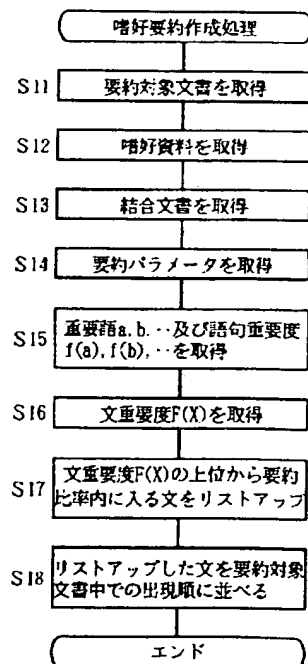 嗜好要約作成処理
S11
要約対象文書を取得
S12
嗜好資料を取得
S13
結合文書を取得
S14
要約パラメータを取得
S15
重要語a,b,‥及び語句重要度
f(a),f(b),‥を取得
S16
文重要度F(X)を取得
S17
文重要度F(X)の上位から要約
比率内に入る文をリストアップ
S18
リストアップした文を要約対象
文書中での出現順に並べる
エンド